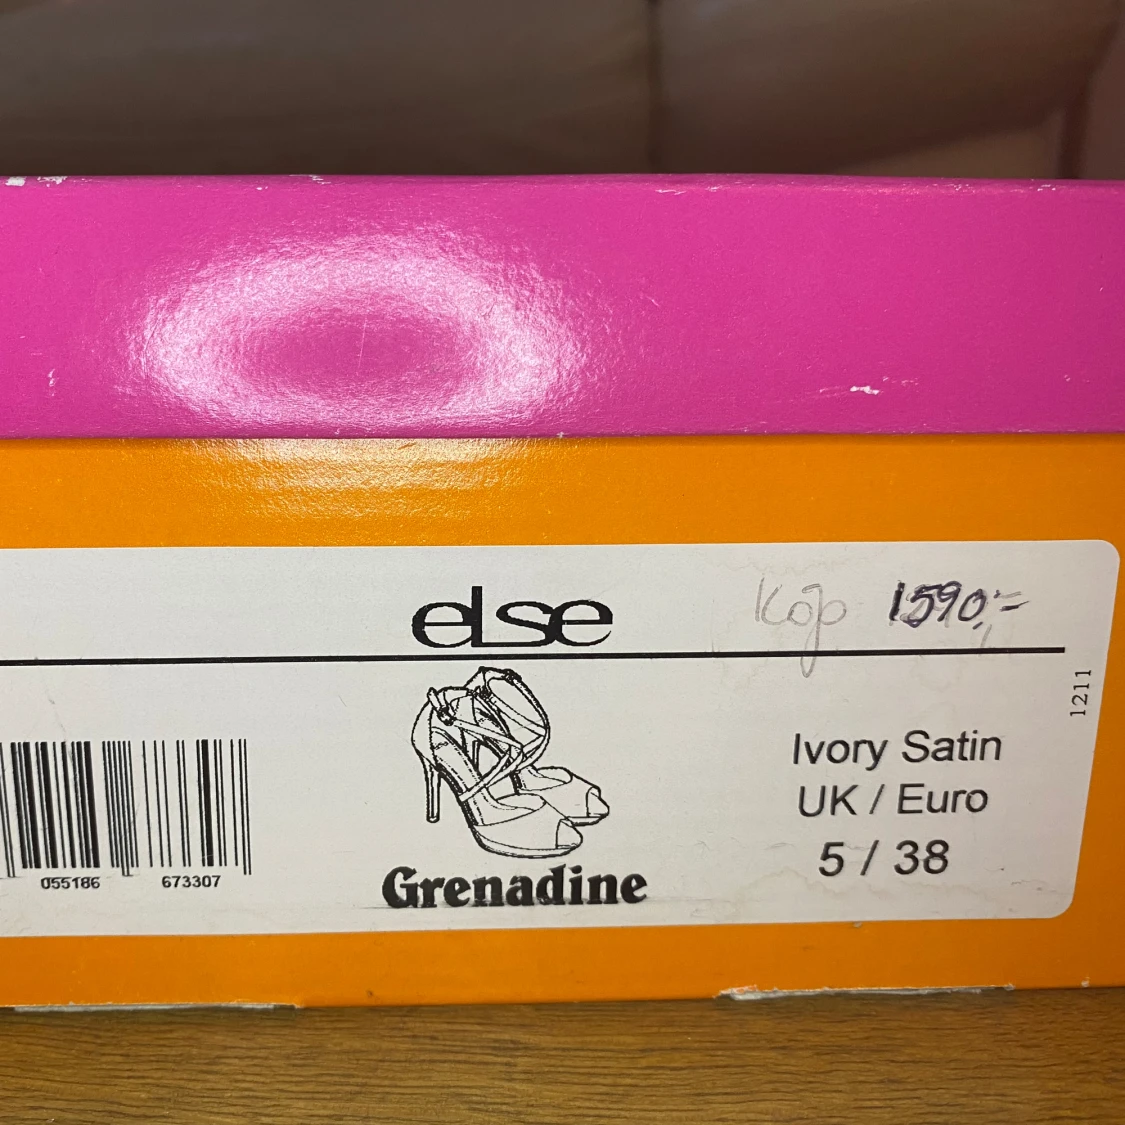 else
Köp 1590,-
1211
Ivory Satin
UK / Euro
5 / 38
Grenadine
055186 673307